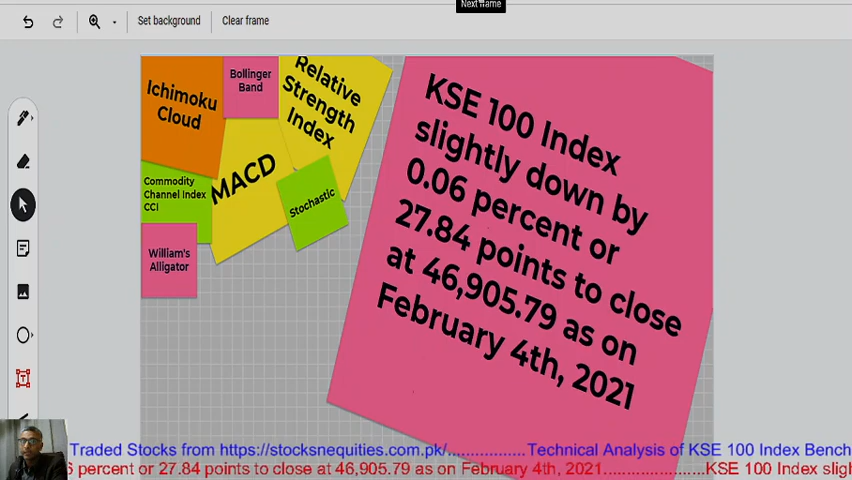 Next frame
Set background
Clear frame
Ichimoku
Cloud
Bollinger
Band
Relative
Strength
Index
MACD
Commodity
Channel Index
CCI
Stochastic
William's
Alligator
KSE 100 Index
slightly down by
0.06 percent or
27.84 points to close
at 46,905.79 as on
February 4th, 2021
Traded Stocks from https://stocksnequities.com.pk/................Technical Analysis of KSE 100 Index Bench
6 percent or 27.84 points to close at 46,905.79 as on February 4th, 2021......................KSE 100 Index sligh